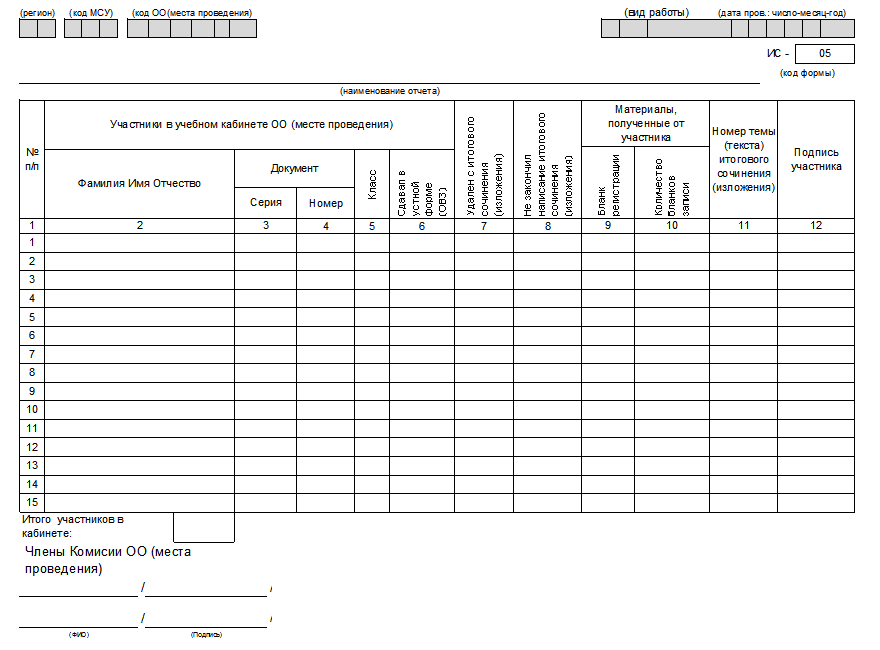 (регион) (код МСУ) (код ОО(места проведения) (вид работы) (дата пров.: число-месяц-год)
ИС - 05
(код формы)
(наименование отчета)
№
п/п
Участники в учебном кабинете ОО (месте проведения)
Фамилия Имя Отчество
Документ
Серия
Номер
Класс
Сдавал в
устной
форме
(ОВЗ)
Удален с итогового
сочинения
(изложения)
Не закончил
написание итогового
сочинения
(изложения)
Материалы,
полученные от
участника
Бланк
регистрации
Количество
бланков
записи
Номер темы
(текста)
итогового
сочинения
(изложения)
Подпись
участника
1 2 3 4 5 6 7 8 9 10 11 12
1
2
3
4
5
6
7
8
9
10
11
12
13
14
15
Итого участников в
кабинете:
Члены Комисии ОО (места
проведения)
/ /
/ /
(ФИО) (Подпись)